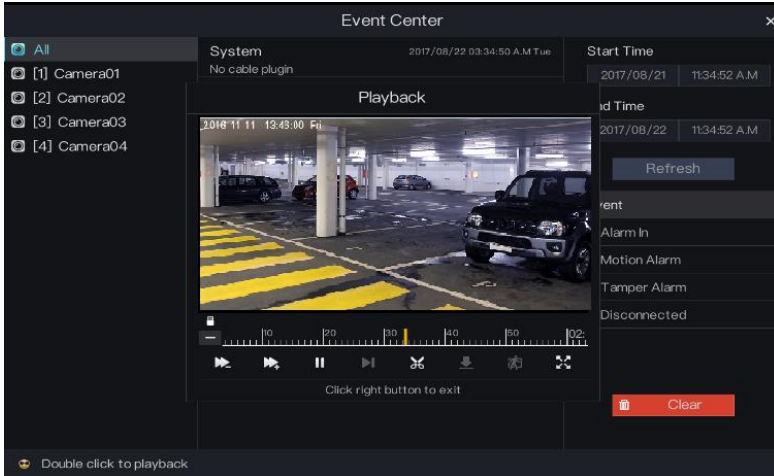 Event Center
All
[1] Camera01
[2] Camera02
[3] Camera03
[4] Camera04
System
2017/08/22 03:34:50 A.M Tue
No cable plugin
Start Time
2017/08/21 11:34:52 A.M
nd Time
2017/08/22 11:34:52 A.M
Refresh
vent
Alarm In
Motion Alarm
Tamper Alarm
Disconnected
Clear
Playback
2016 11 11 13:43:00 Fri
10 20 30 40 50 02:
Click right button to exit
Double click to playback